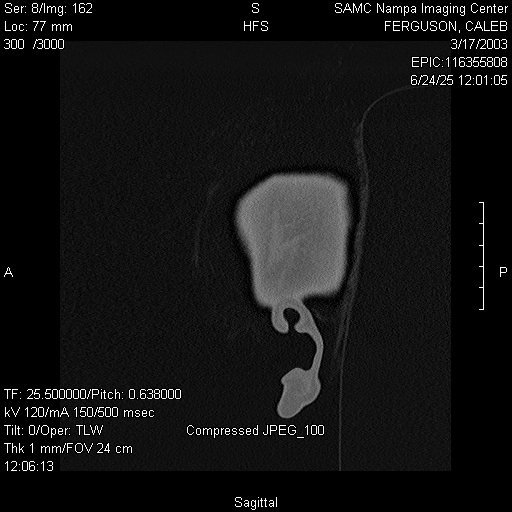 Ser: 8/Img: 162
S
SAMC Nampa Imaging Center
Loc: 77 mm
HFS
FERGUSON, CALEB
300 /3000
3/17/2003
EPIC:116355808
6/24/25 12:01:05
A
P
TF: 25.500000/Pitch: 0.638000
kV 120/mA 150/500 msec
Tilt: 0/Oper: TLW
Compressed JPEG_100
Thk 1 mm/FOV 24 cm
12:06:13
Sagittal